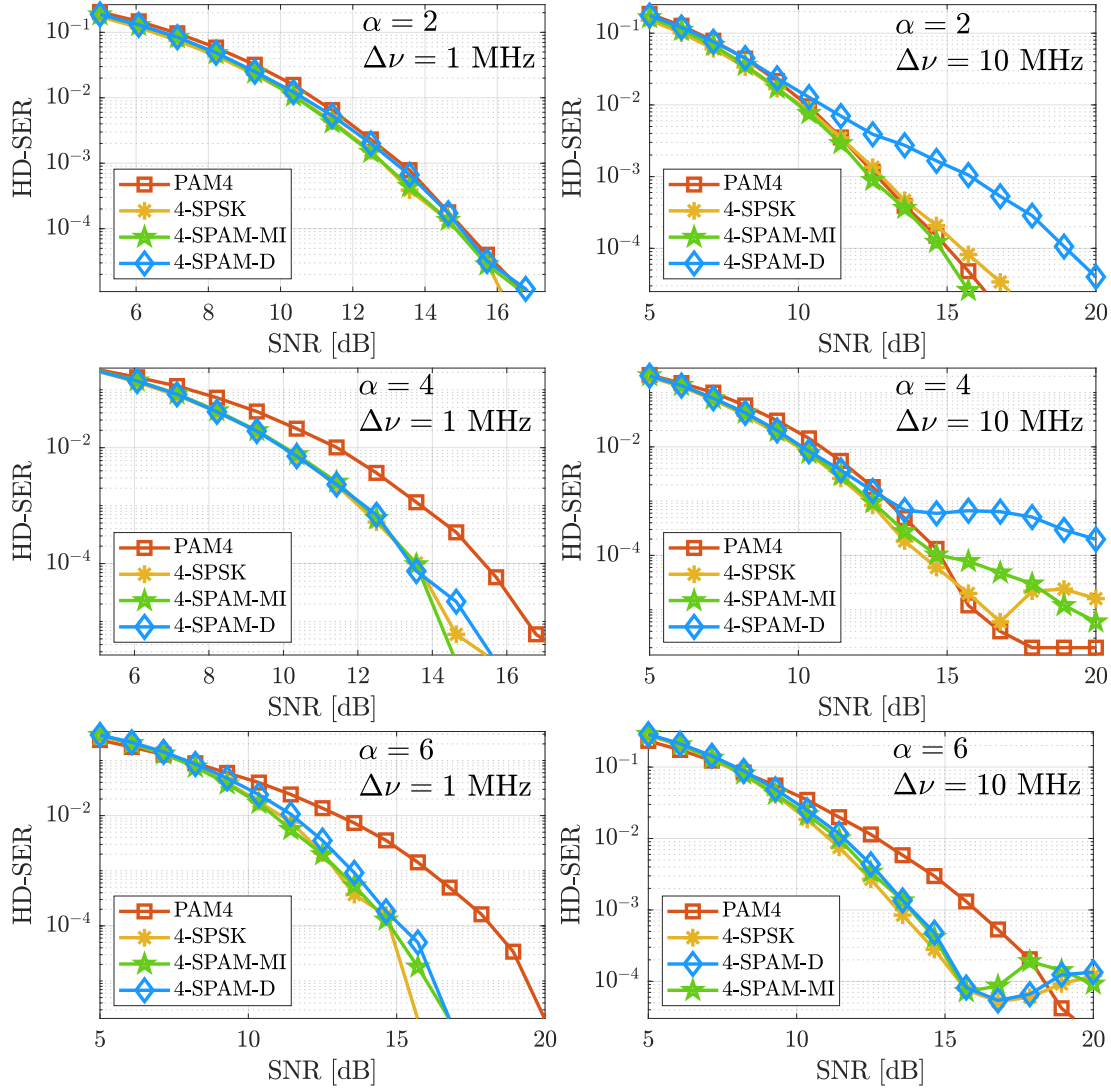 α = 2
Δν = 1 MHz
HD-SER
10⁻¹
10⁻²
10⁻³
10⁻⁴
PAM4
4-SPSK
4-SPAM-MI
4-SPAM-D
6 8 10 12 14 16
SNR [dB]
α = 2
Δν = 10 MHz
HD-SER
10⁻¹
10⁻²
10⁻³
10⁻⁴
PAM4
4-SPSK
4-SPAM-MI
4-SPAM-D
5 10 15 20
SNR [dB]
α = 4
Δν = 1 MHz
HD-SER
10⁻²
10⁻⁴
PAM4
4-SPSK
4-SPAM-MI
4-SPAM-D
6 8 10 12 14 16
SNR [dB]
α = 4
Δν = 10 MHz
HD-SER
10⁻²
10⁻⁴
PAM4
4-SPSK
4-SPAM-MI
4-SPAM-D
5 10 15 20
SNR [dB]
α = 6
Δν = 1 MHz
HD-SER
10⁻²
10⁻⁴
PAM4
4-SPSK
4-SPAM-MI
4-SPAM-D
5 10 15 20
SNR [dB]
α = 6
Δν = 10 MHz
HD-SER
10⁻¹
10⁻²
10⁻³
10⁻⁴
PAM4
4-SPSK
4-SPAM-D
4-SPAM-MI
5 10 15 20
SNR [dB]